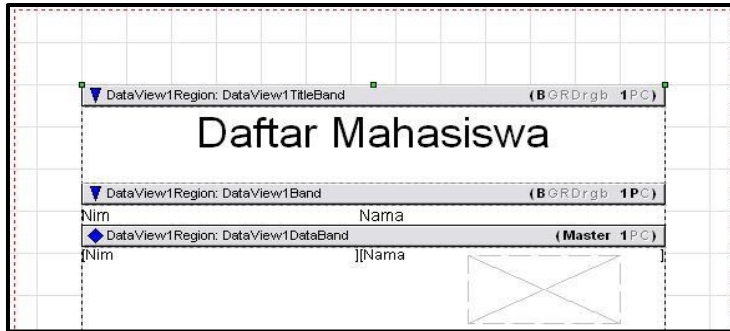 DataView1Region: DataView1TitleBand (BGRDrgb 1PC)
Daftar Mahasiswa
DataView1Region: DataView1Band (BGRDrgb 1PC)
Nim Nama
DataView1Region: DataView1DataBand (Master 1PC)
[Nim ][Nama ]